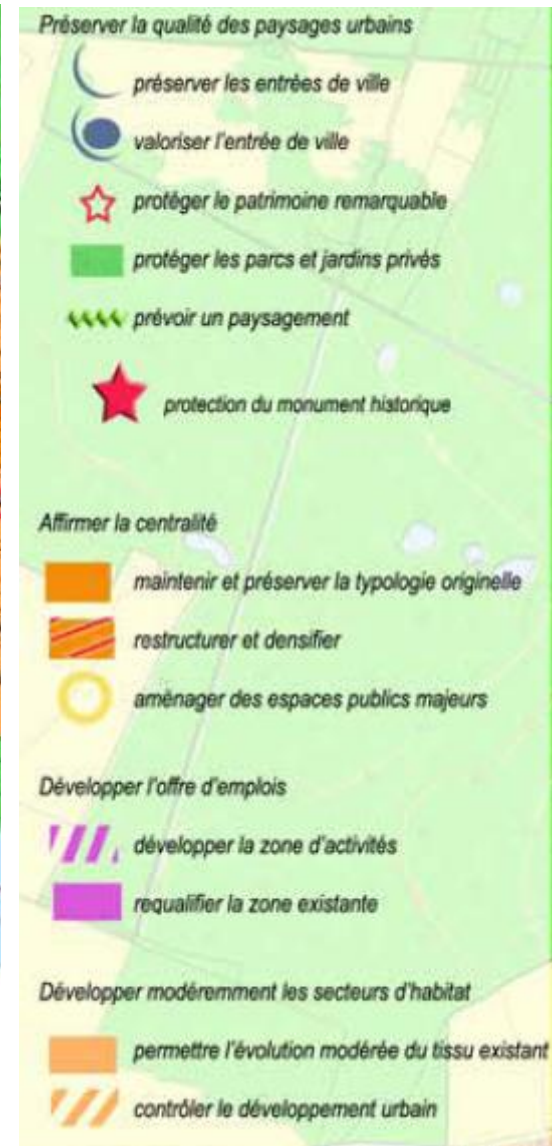 Préserver la qualité des paysages urbains
préserver les entrées de ville
valoriser l'entrée de ville
protéger le patrimoine remarquable
protéger les parcs et jardins privés
prévoir un paysagement
protection du monument historique
Affirmer la centralité
maintenir et préserver la typologie originelle
restructurer et densifier
aménager des espaces publics majeurs
Développer l'offre d'emplois
développer la zone d'activités
requalifier la zone existante
Développer modéremment les secteurs d'habitat
permettre l'évolution modérée du tissu existant
contrôler le développement urbain